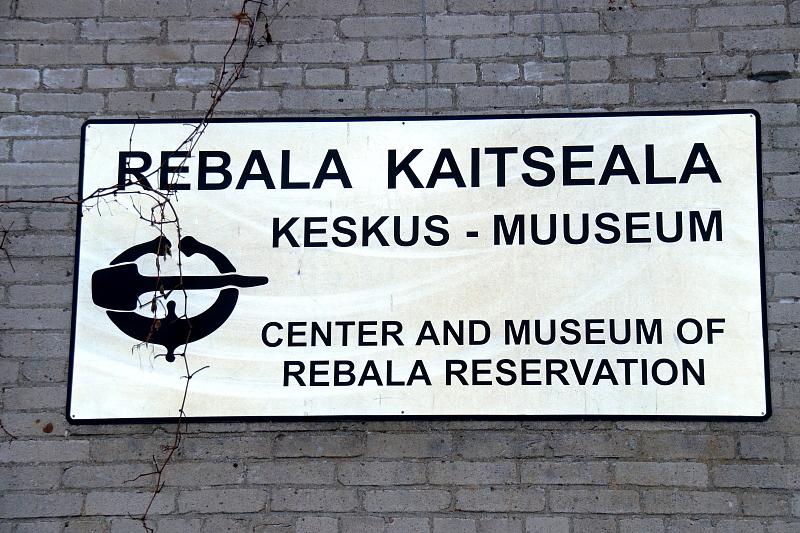 REBALA KAITSEALA
KESKUS - MUUSEUM
CENTER AND MUSEUM OF
REBALA RESERVATION